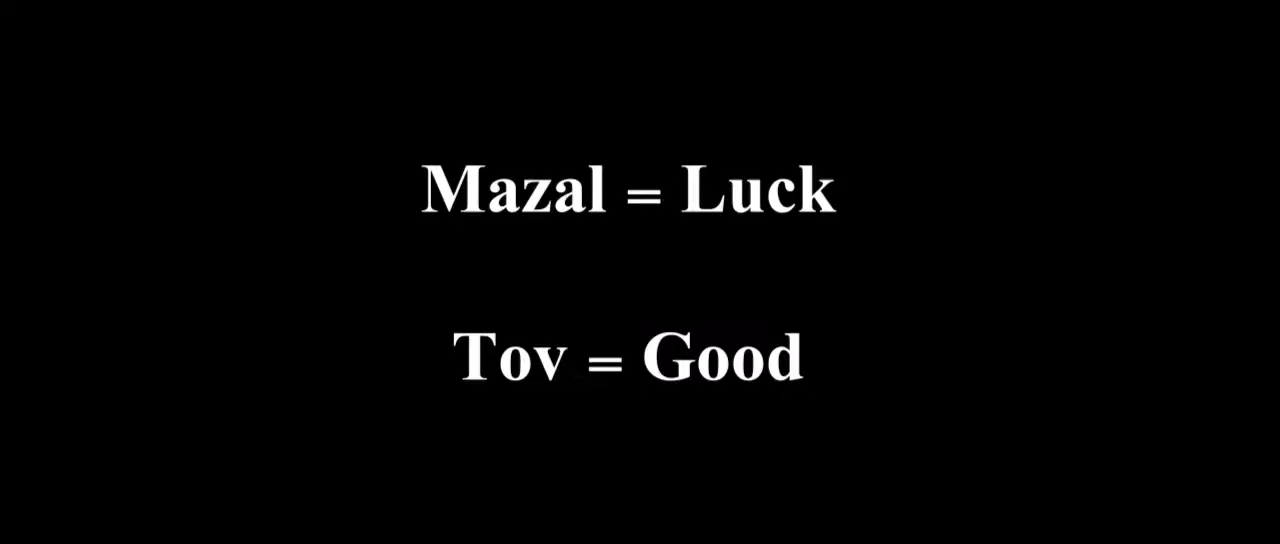 Mazal = Luck
Tov = Good